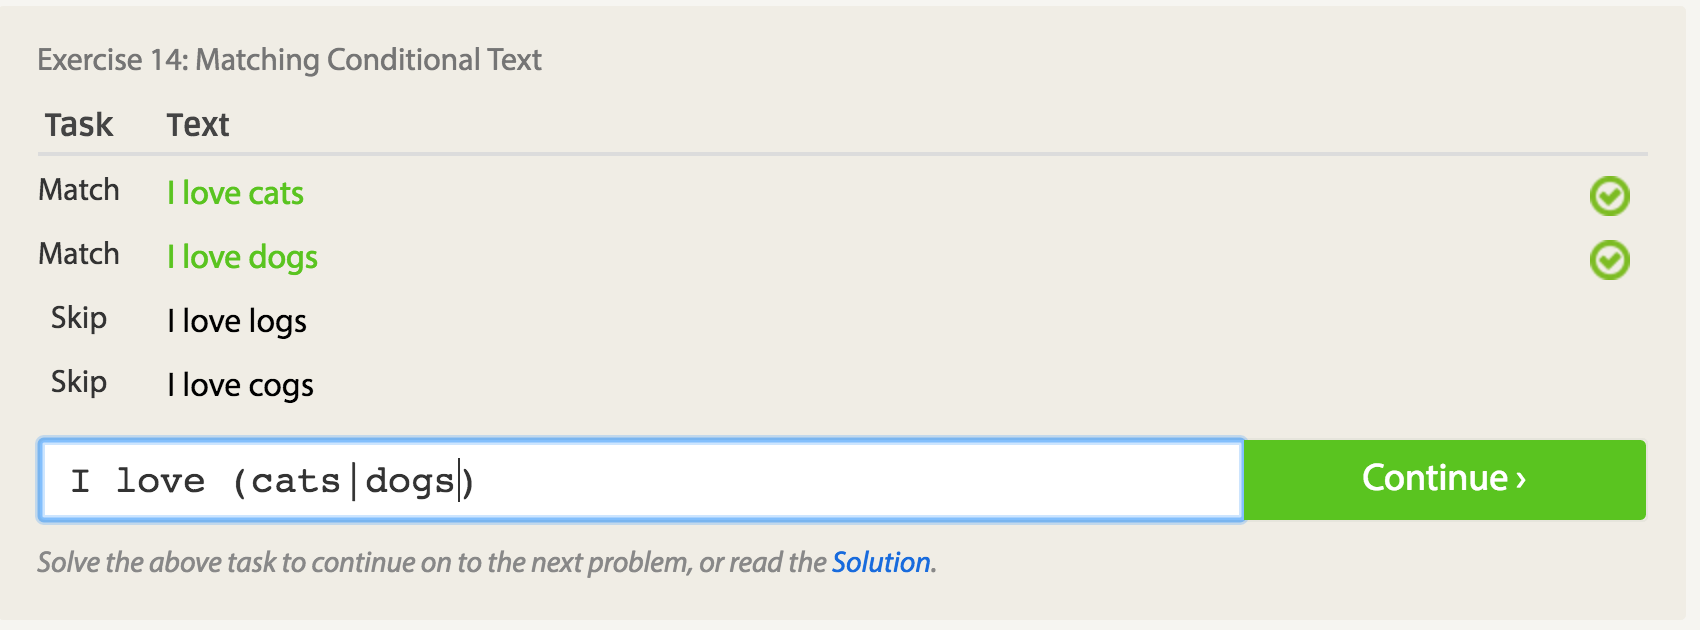 Exercise 14: Matching Conditional Text
Task Text
Match I love cats
Match I love dogs
Skip I love logs
Skip I love cogs
I love (cats|dogs)
Continue ›
Solve the above task to continue on to the next problem, or read the Solution.